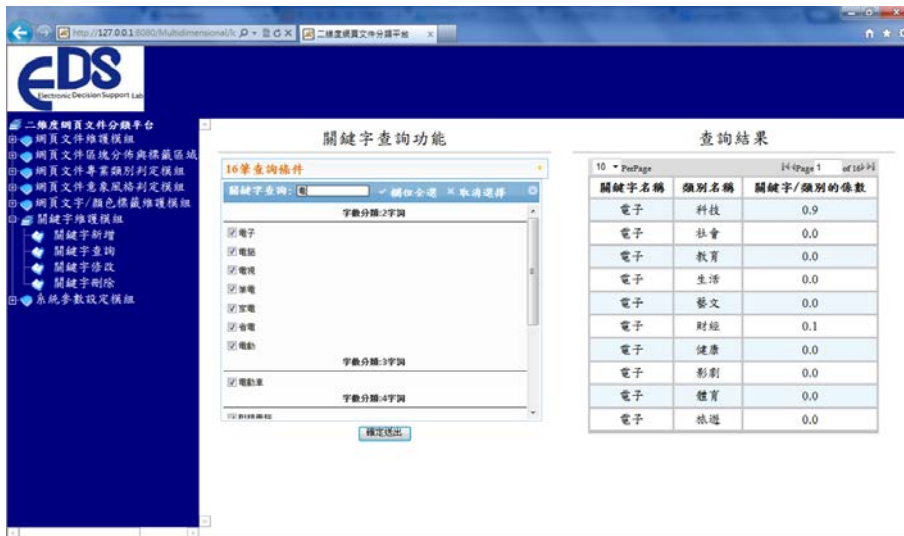 http://127.0.0.1:8080/Multidimensional/k
二維度網頁文件分類平台
EDS
Electronic Decision Support Lab
二維度網頁文件分類平台
網頁文件維護模組
網頁文件區塊分佈與標籤區域
網頁文件專業類別判定模組
網頁文件意象風格判定模組
網頁文字/顏色標籤維護模組
關鍵字維護模組
關鍵字新增
關鍵字查詢
關鍵字修改
關鍵字刪除
系統參數設定模組
關鍵字查詢功能
16筆查詢條件
關鍵字查詢: 電 欄位全選 取消選擇
字數分類:2字詞
電子
電腦
電視
筆電
家電
省電
電動
字數分類:3字詞
電動車
字數分類:4字詞
確定送出
查詢結果
10 PerPage Page 1 of 16
關鍵字名稱 類別名稱 關鍵字/類別的係數
電子 科技 0.9
電子 社會 0.0
電子 教育 0.0
電子 生活 0.0
電子 藝文 0.0
電子 財經 0.1
電子 健康 0.0
電子 影劇 0.0
電子 體育 0.0
電子 旅遊 0.0